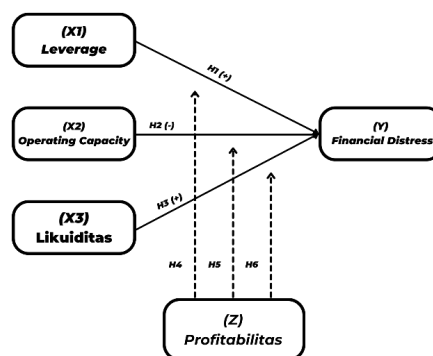 (X1)
Leverage
H1 (+)
(X2)
Operating Capacity
H2 (-)
(Y)
Financial Distress
(X3)
Likuiditas
H3 (+)
H4
H5
H6
(Z)
Profitabilitas